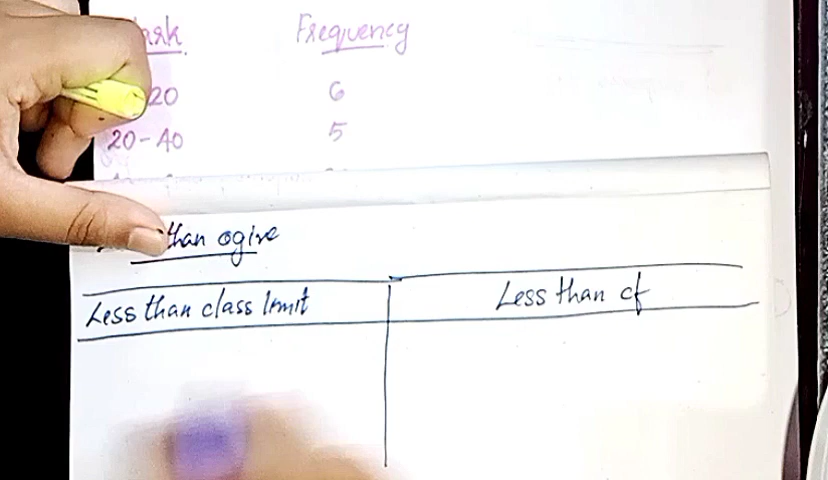 Frequency
20 6
20-40 5
than ogive
Less than class limit Less than cf